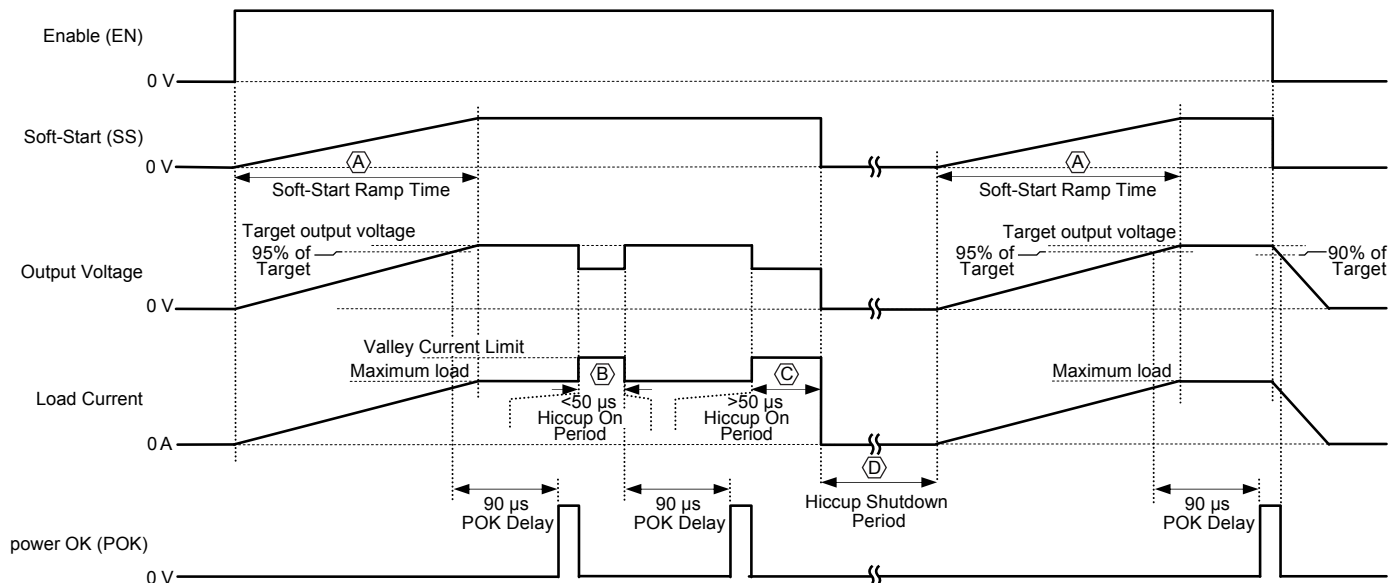 Enable (EN)
0 V
Soft-Start (SS)
0 V
A
Soft-Start Ramp Time
A
Soft-Start Ramp Time
Target output voltage
95% of
Target
Target output voltage
95% of
Target
90% of
Target
Output Voltage
0 V
Valley Current Limit
Maximum load
B
C
Maximum load
Load Current
<50 µs
Hiccup On
Period
>50 µs
Hiccup On
Period
0 A
D
Hiccup Shutdown
Period
90 µs
POK Delay
90 µs
POK Delay
90 µs
POK Delay
power OK (POK)
0 V